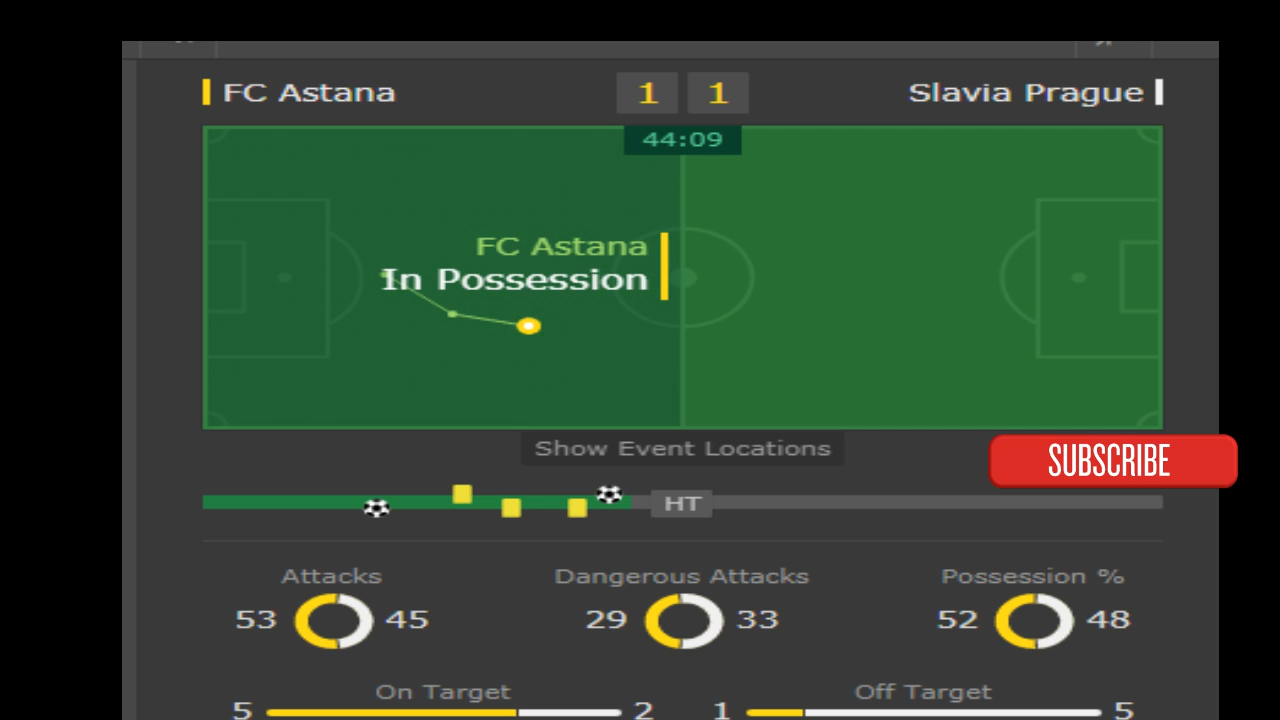 FC Astana 1 1 Slavia Prague
44:09
FC Astana
In Possession
Show Event Locations
SUBSCRIBE
HT
Attacks Dangerous Attacks Possession %
53 45 29 33 52 48
On Target Off Target
5 2 1 5